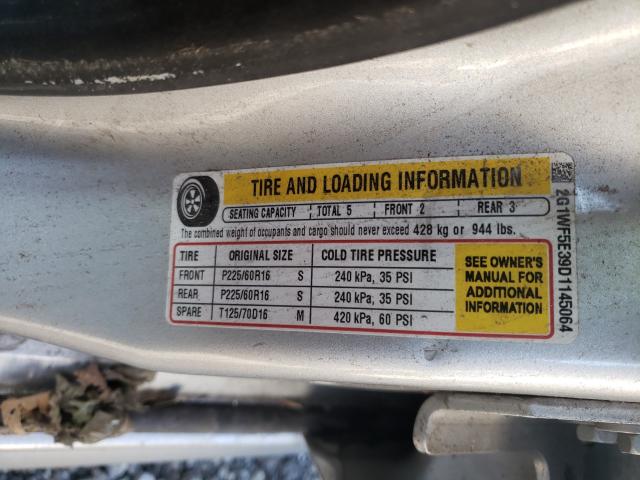 TIRE AND LOADING INFORMATION
SEATING CAPACITY TOTAL 5 FRONT 2 REAR 3
The combined weight of occupants and cargo should never exceed 428 kg or 944 lbs.
TIRE ORIGINAL SIZE COLD TIRE PRESSURE
FRONT P225/60R16 S 240 kPa, 35 PSI
REAR P225/60R16 S 240 kPa, 35 PSI
SPARE T125/70D16 M 420 kPa, 60 PSI
SEE OWNER'S
MANUAL FOR
ADDITIONAL
INFORMATION
2G1WF5E39D1145064